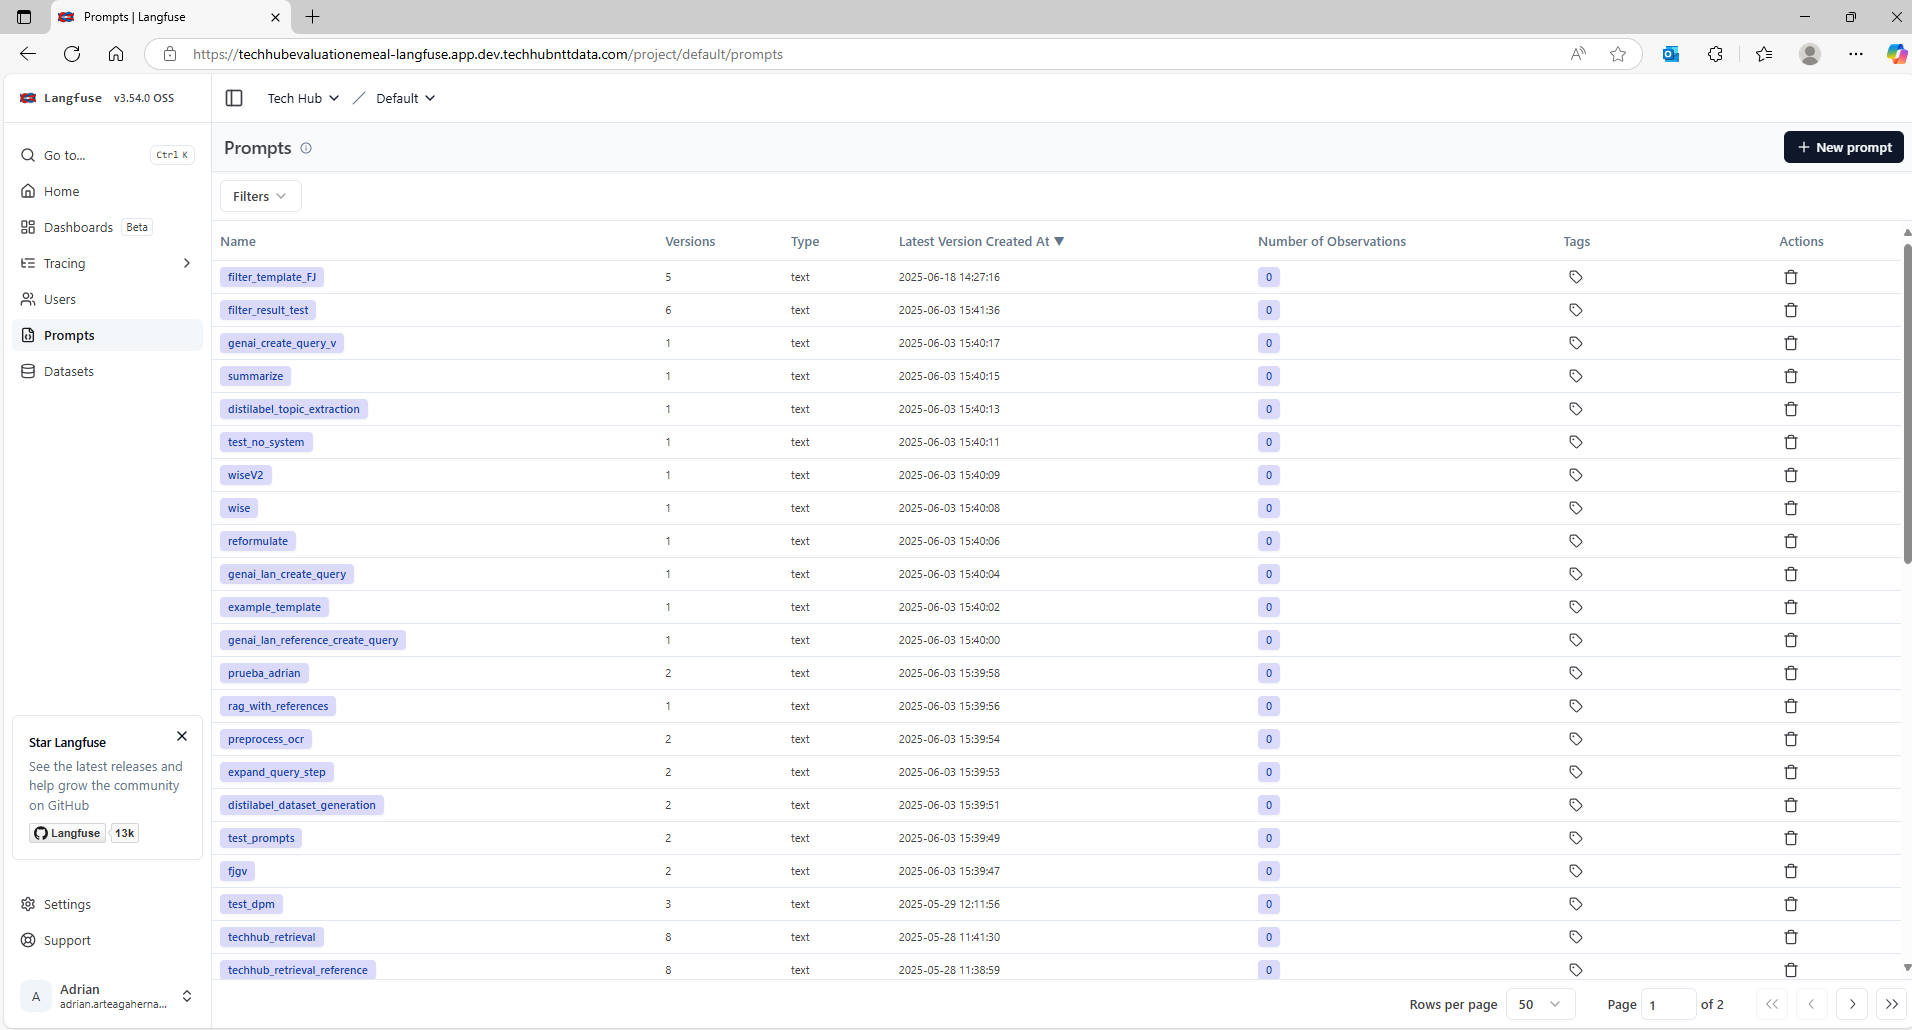 Prompts | Langfuse
https://techhubevaluationemeal-langfuse.app.dev.techhubnttdata.com/project/default/prompts
Langfuse v3.54.0 OSS
Tech Hub Default
Go to... Ctrl K
Home
Dashboards Beta
Tracing
Users
Prompts
Datasets
Star Langfuse
See the latest releases and
help grow the community
on GitHub
Langfuse 13k
Settings
Support
A
Adrian
adrian.arteagaherna...
Prompts
New prompt
Filters
Name Versions Type Latest Version Created At ▼ Number of Observations Tags Actions
filter_template_FJ 5 text 2025-06-18 14:27:16 0
filter_result_test 6 text 2025-06-03 15:41:36 0
genai_create_query_v 1 text 2025-06-03 15:40:17 0
summarize 1 text 2025-06-03 15:40:15 0
distilabel_topic_extraction 1 text 2025-06-03 15:40:13 0
test_no_system 1 text 2025-06-03 15:40:11 0
wiseV2 1 text 2025-06-03 15:40:09 0
wise 1 text 2025-06-03 15:40:08 0
reformulate 1 text 2025-06-03 15:40:06 0
genai_lan_create_query 1 text 2025-06-03 15:40:04 0
example_template 1 text 2025-06-03 15:40:02 0
genai_lan_reference_create_query 1 text 2025-06-03 15:40:00 0
prueba_adrian 2 text 2025-06-03 15:39:58 0
rag_with_references 1 text 2025-06-03 15:39:56 0
preprocess_ocr 2 text 2025-06-03 15:39:54 0
expand_query_step 2 text 2025-06-03 15:39:53 0
distilabel_dataset_generation 2 text 2025-06-03 15:39:51 0
test_prompts 2 text 2025-06-03 15:39:49 0
fjgv 2 text 2025-06-03 15:39:47 0
test_dpm 3 text 2025-05-29 12:11:56 0
techhub_retrieval 8 text 2025-05-28 11:41:30 0
techhub_retrieval_reference 8 text 2025-05-28 11:38:59 0
Rows per page 50 Page 1 of 2